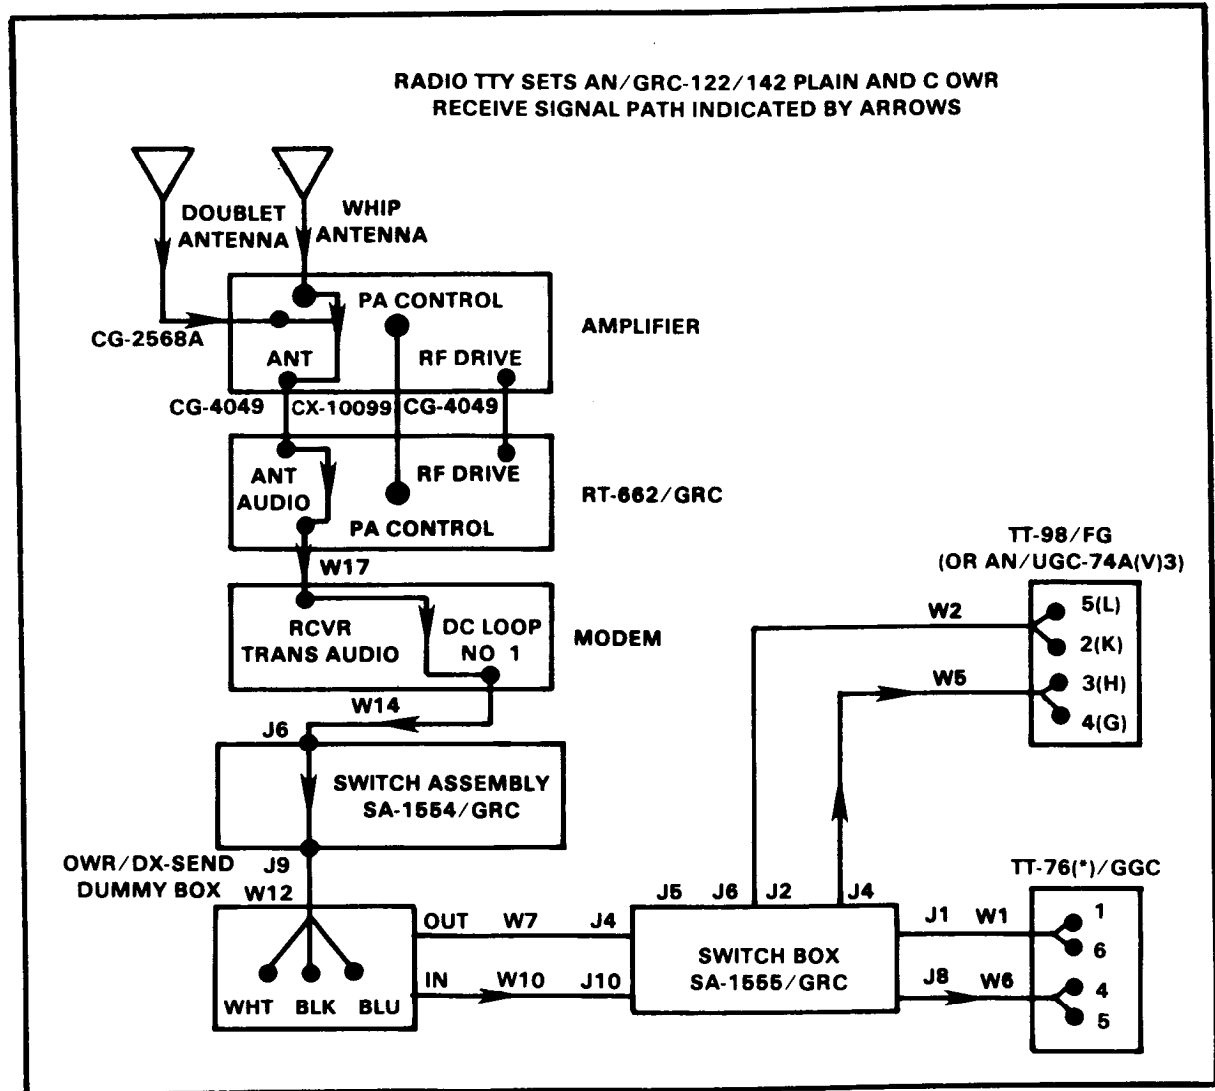 RADIO TTY SETS AN/GRC-122/142 PLAIN AND C OWR
RECEIVE SIGNAL PATH INDICATED BY ARROWS
DOUBLET
ANTENNA
WHIP
ANTENNA
PA CONTROL
CG-2568A
AMPLIFIER
ANT
RF DRIVE
CG-4049
CX-10099
CG-4049
ANT
AUDIO
RF DRIVE
RT-662/GRC
PA CONTROL
W17
RCVR
TRANS AUDIO
DC LOOP
NO 1
MODEM
W14
J6
SWITCH ASSEMBLY
SA-1554/GRC
J9
OWR/DX-SEND
DUMMY BOX
W12
WHT BLK BLU
OUT W7 J4
IN W10 J10
J5 J6 J2 J4
SWITCH BOX
SA-1555/GRC
W2
W5
TT-98/FG
(OR AN/UGC-74A(V)3)
5(L)
2(K)
3(H)
4(G)
J1 W1
J8 W6
TT-76(*)/GGC
1
6
4
5